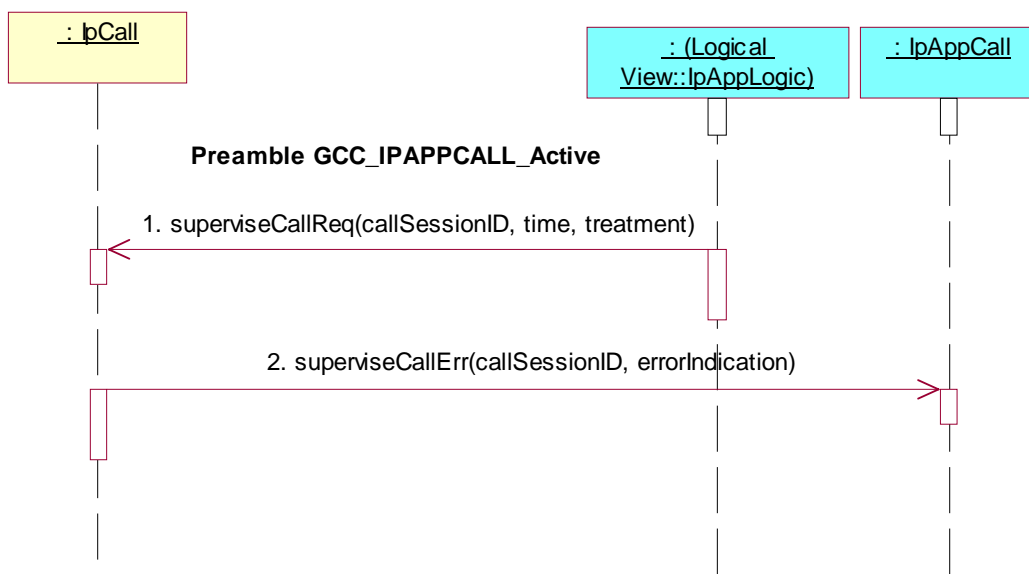 : IpCall
: (Logical
View::IpAppLogic)
: IpAppCall
Preamble GCC_IPAPPCALL_Active
1. superviseCallReq(callSessionID, time, treatment)
2. superviseCallErr(callSessionID, errorIndication)